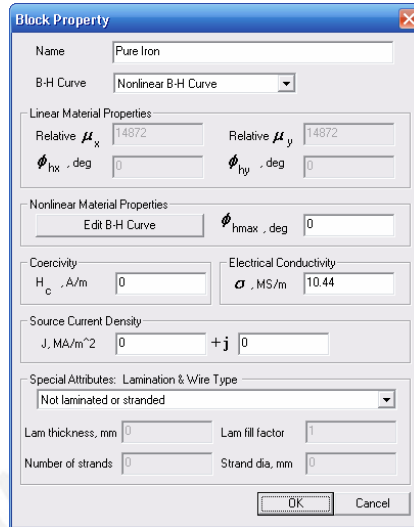 Block Property
Name Pure Iron
B-H Curve Nonlinear B-H Curve
Linear Material Properties
Relative μx 14872 Relative μy 14872
ϕhx , deg 0 ϕhy , deg 0
Nonlinear Material Properties
Edit B-H Curve ϕhmax , deg 0
Coercivity Electrical Conductivity
Hc , A/m 0 σ , MS/m 10.44
Source Current Density
J, MA/m^2 0 +j 0
Special Attributes: Lamination & Wire Type
Not laminated or stranded
Lam thickness, mm 0 Lam fill factor 1
Number of strands 0 Strand dia, mm 0
OK Cancel